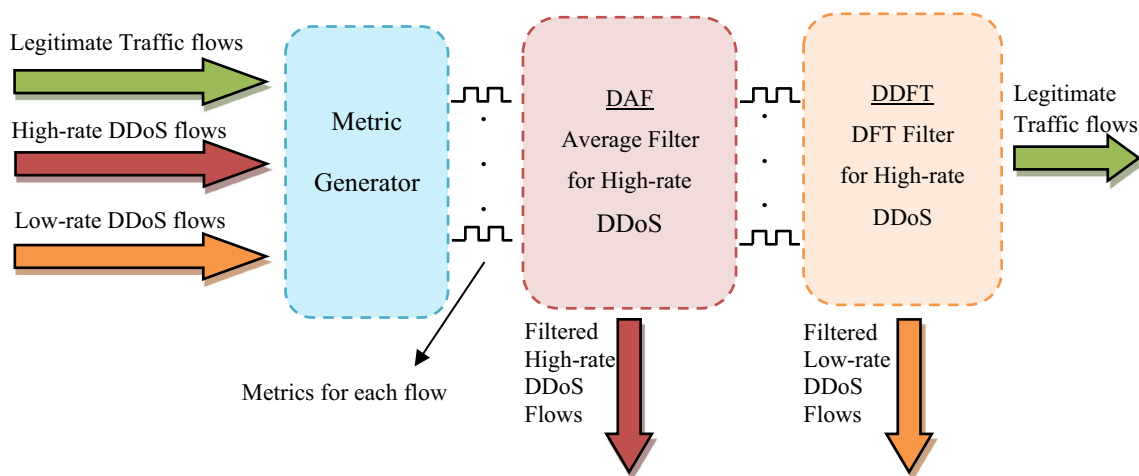 Legitimate Traffic flows
High-rate DDoS flows
Low-rate DDoS flows
Metric
Generator
Metrics for each flow
DAF
Average Filter
for High-rate
DDoS
Filtered
High-rate
DDoS
Flows
DDFT
DFT Filter
for High-rate
DDoS
Filtered
Low-rate
DDoS
Flows
Legitimate
Traffic flows